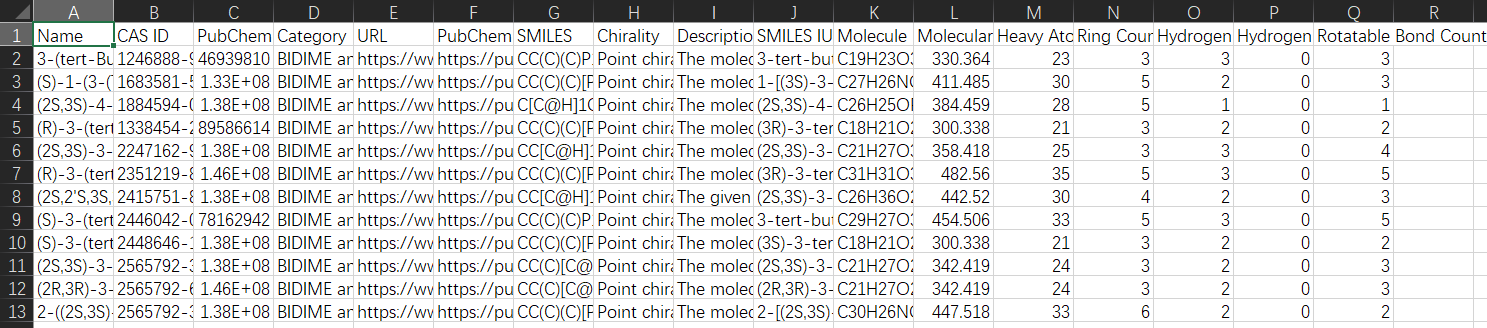 A B C D E F G H I J K L M N O P Q R
1 Name CAS ID PubChem Category URL PubChem SMILES Chirality Descriptio SMILES IU Molecule Molecular Heavy Ato Ring Cour Hydrogen Hydrogen Rotatable Bond Count
2 3-(tert-Bu 1246888-9 46939810 BIDIME ar https://ww https://pu CC(C)(C)P Point chira The molec 3-tert-but C19H23O3 330.364 23 3 3 0 3
3 (S)-1-(3-( 1683581-5 1.33E+08 BIDIME ar https://ww https://pu CC(C)(C)[F Point chira The molec 1-[(3S)-3- C27H26NO 411.485 30 5 2 0 3
4 (2S,3S)-4- 1884594-0 1.38E+08 BIDIME ar https://ww https://pu C[C@H]1O Point chira The molec (2S,3S)-4- C26H25OI 384.459 28 5 1 0 1
5 (R)-3-(tert 1338454-2 89586614 BIDIME ar https://ww https://pu CC(C)(C)[F Point chira The molec (3R)-3-ter C18H21O2 300.338 21 3 2 0 2
6 (2S,3S)-3- 2247162-9 1.38E+08 BIDIME ar https://ww https://pu CC[C@H]1 Point chira The molec (2S,3S)-3- C21H27O3 358.418 25 3 3 0 4
7 (R)-3-(tert 2351219-8 1.46E+08 BIDIME ar https://ww https://pu CC(C)(C)[F Point chira The molec (3R)-3-ter C31H31O3 482.56 35 5 3 0 5
8 (2S,2'S,3S, 2415751-8 1.38E+08 BIDIME ar https://ww https://pu CC[C@H]1 Point chira The given (2S,3S)-3- C26H36O2 442.52 30 4 2 0 3
9 (S)-3-(tert 2446042-0 78162942 BIDIME ar https://ww https://pu CC(C)(C)P Point chira The molec 3-tert-but C29H27O3 454.506 33 5 3 0 5
10 (S)-3-(tert 2448646-1 1.38E+08 BIDIME ar https://ww https://pu CC(C)(C)[F Point chira The molec (3S)-3-ter C18H21O2 300.338 21 3 2 0 2
11 (2S,3S)-3- 2565792-3 1.38E+08 BIDIME ar https://ww https://pu CC(C)[C@ Point chira The molec (2S,3S)-3- C21H27O2 342.419 24 3 2 0 3
12 (2R,3R)-3- 2565792-6 1.46E+08 BIDIME ar https://ww https://pu CC(C)[C@ Point chira The molec (2R,3R)-3- C21H27O2 342.419 24 3 2 0 3
13 2-((2S,3S)- 2565792-3 1.38E+08 BIDIME ar https://ww https://pu CC(C)(C)[F Point chira The molec 2-[(2S,3S)- C30H26NO 447.518 33 6 2 0 2